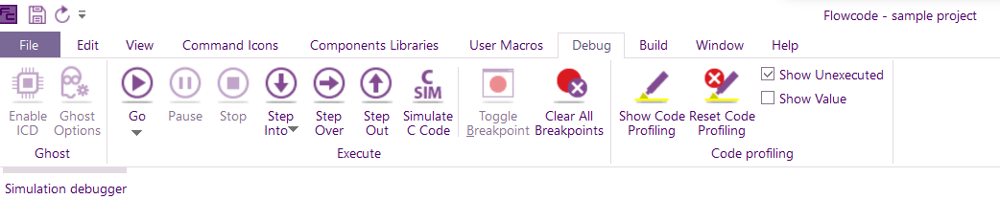 FC
Flowcode - sample project
File Edit View Command Icons Components Libraries User Macros Debug Build Window Help
Enable ICD
Ghost Options
Go
Pause
Stop
Step Into
Step Over
Step Out
C SIM
Simulate C Code
Toggle Breakpoint
Clear All Breakpoints
Show Code Profiling
Reset Code Profiling
Show Unexecuted
Show Value
Ghost
Execute
Code profiling
Simulation debugger